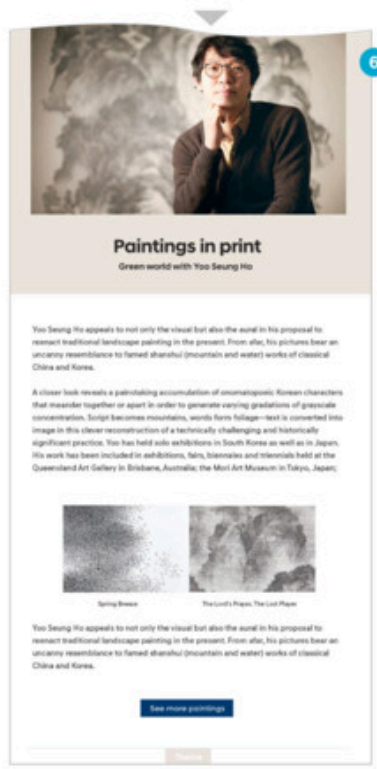 6
Paintings in print
Green world with Yoo Seung Ho
Yoo Seung Ho appeals to not only the visual but also the aural in his proposal to
reenact traditional landscape painting in the present. From afar, his pictures bear an
uncanny resemblance to famed shanshui (mountain and water) works of classical
China and Korea.
A closer look reveals a painstaking accumulation of onomatopoeic Korean characters
that meander together or apart in order to generate varying gradations of grayscale
concentration. Script becomes mountains, words form foliage—text is converted into
image in this clever reconstruction of a technically challenging and historically
significant practice. Yoo has held solo exhibitions in South Korea as well as in Japan.
His work has been included in exhibitions, fairs, biennales and triennials held at the
Queensland Art Gallery in Brisbane, Australia; the Mori Art Museum in Tokyo, Japan;
Spring Breeze
The Lord's Prayer, The Lost Player
Yoo Seung Ho appeals to not only the visual but also the aural in his proposal to
reenact traditional landscape painting in the present. From afar, his pictures bear an
uncanny resemblance to famed shanshui (mountain and water) works of classical
China and Korea.
See more paintings